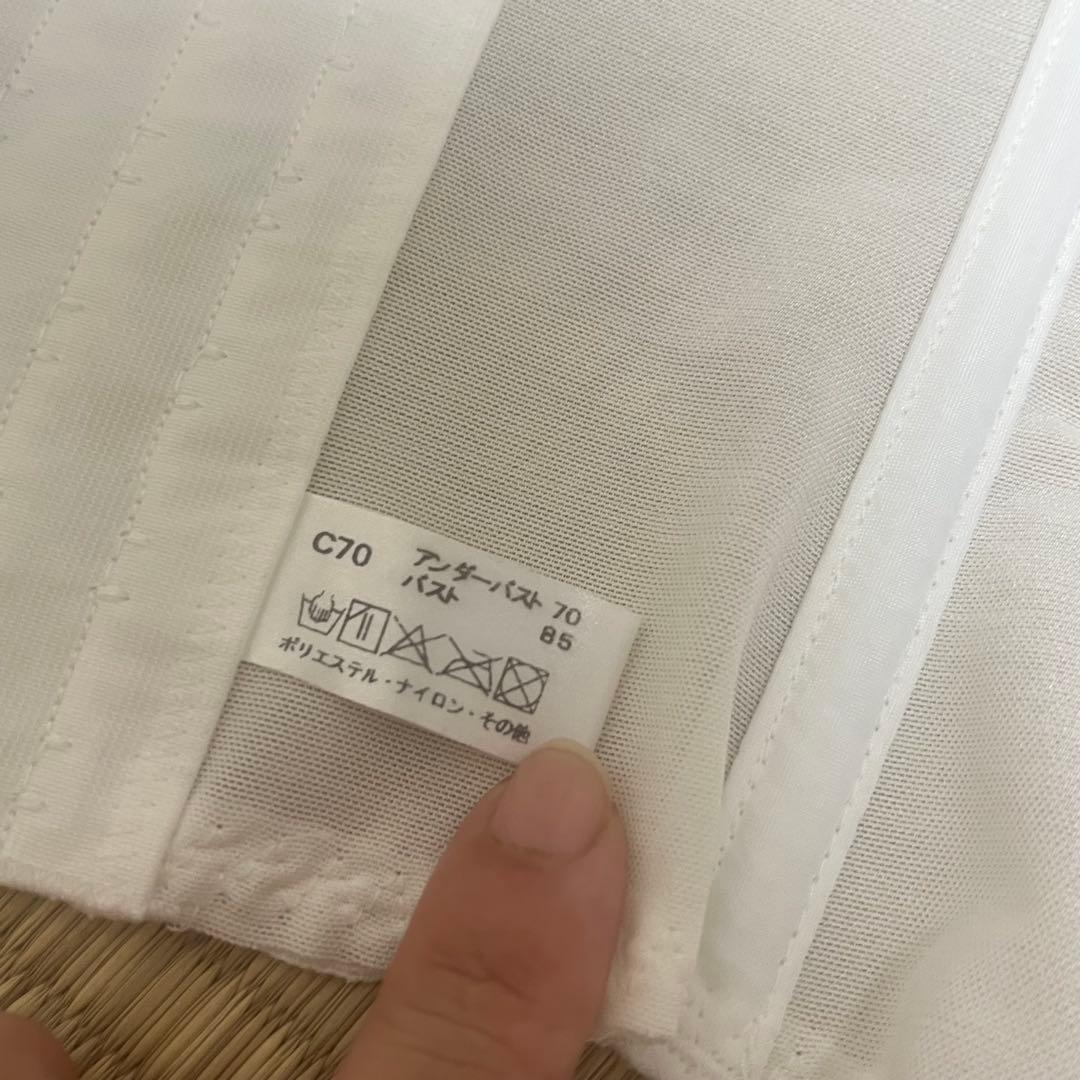 C70 アンダーバスト 70
バスト 85
ポリエステル・ナイロン・その他